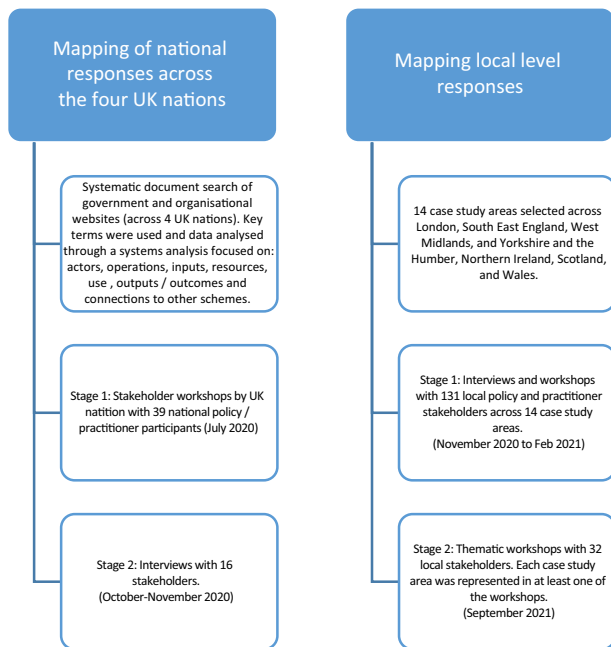 Mapping of national
responses across
the four UK nations
Systematic document search of
government and organisational
websites (across 4 UK nations). Key
terms were used and data analysed
through a systems analysis focused on:
actors, operations, inputs, resources,
use , outputs / outcomes and
connections to other schemes.
Stage 1: Stakeholder workshops by UK
natition with 39 national policy /
practitioner participants (July 2020)
Stage 2: Interviews with 16
stakeholders.
(October-November 2020)
Mapping local level
responses
14 case study areas selected across
London, South East England, West
Midlands, and Yorkshire and the
Humber, Northern Ireland, Scotland,
and Wales.
Stage 1: Interviews and workshops
with 131 local policy and practitioner
stakeholders across 14 case study
areas.
(November 2020 to Feb 2021)
Stage 2: Thematic workshops with 32
local stakeholders. Each case study
area was represented in at least one of
the workshops.
(September 2021)